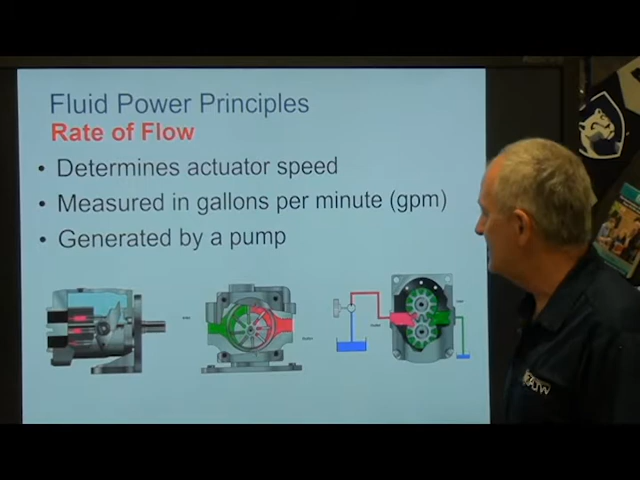 Fluid Power Principles
Rate of Flow
• Determines actuator speed
• Measured in gallons per minute (gpm)
• Generated by a pump